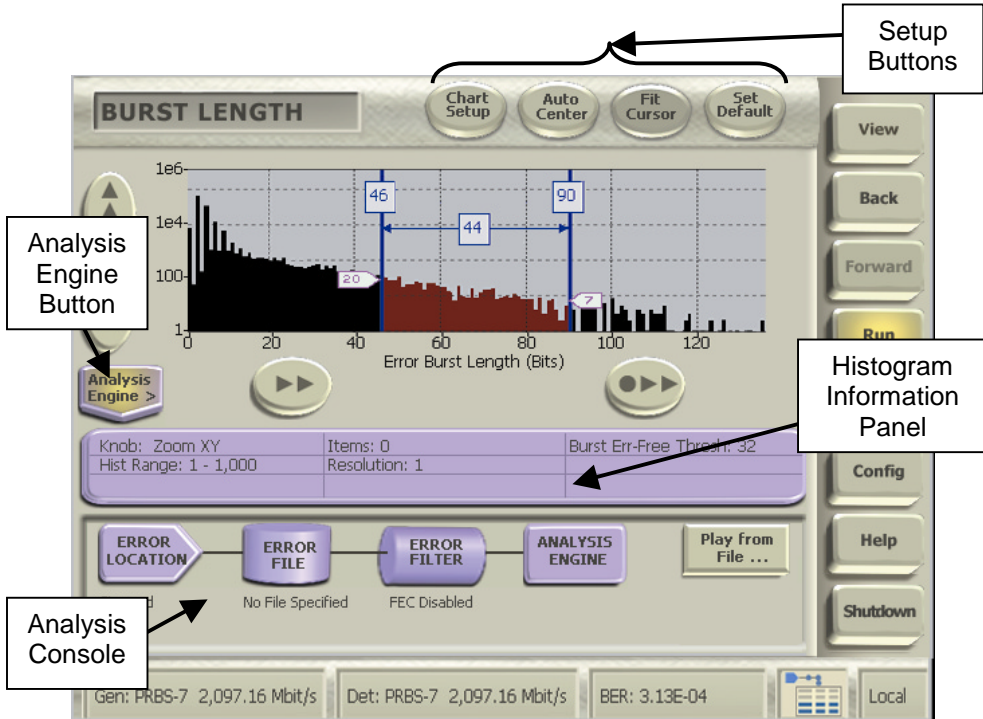 Setup
Buttons
BURST LENGTH
Chart
Setup
Auto
Center
Fit
Cursor
Set
Default
View
Back
Forward
Run
Config
Help
Shutdown
1e6
1e4
100
1
46
90
44
20
7
0
20
40
60
80
100
120
Error Burst Length (Bits)
Analysis
Engine
Button
Analysis
Engine >
Histogram
Information
Panel
Knob: Zoom XY
Items: 0
Burst Err-Free Thresh: 32
Hist Range: 1 - 1,000
Resolution: 1
ERROR
LOCATION
ERROR
FILE
ERROR
FILTER
ANALYSIS
ENGINE
Play from
File ...
No File Specified
FEC Disabled
Analysis
Console
Gen: PRBS-7 2,097.16 Mbit/s
Det: PRBS-7 2,097.16 Mbit/s
BER: 3.13E-04
Local